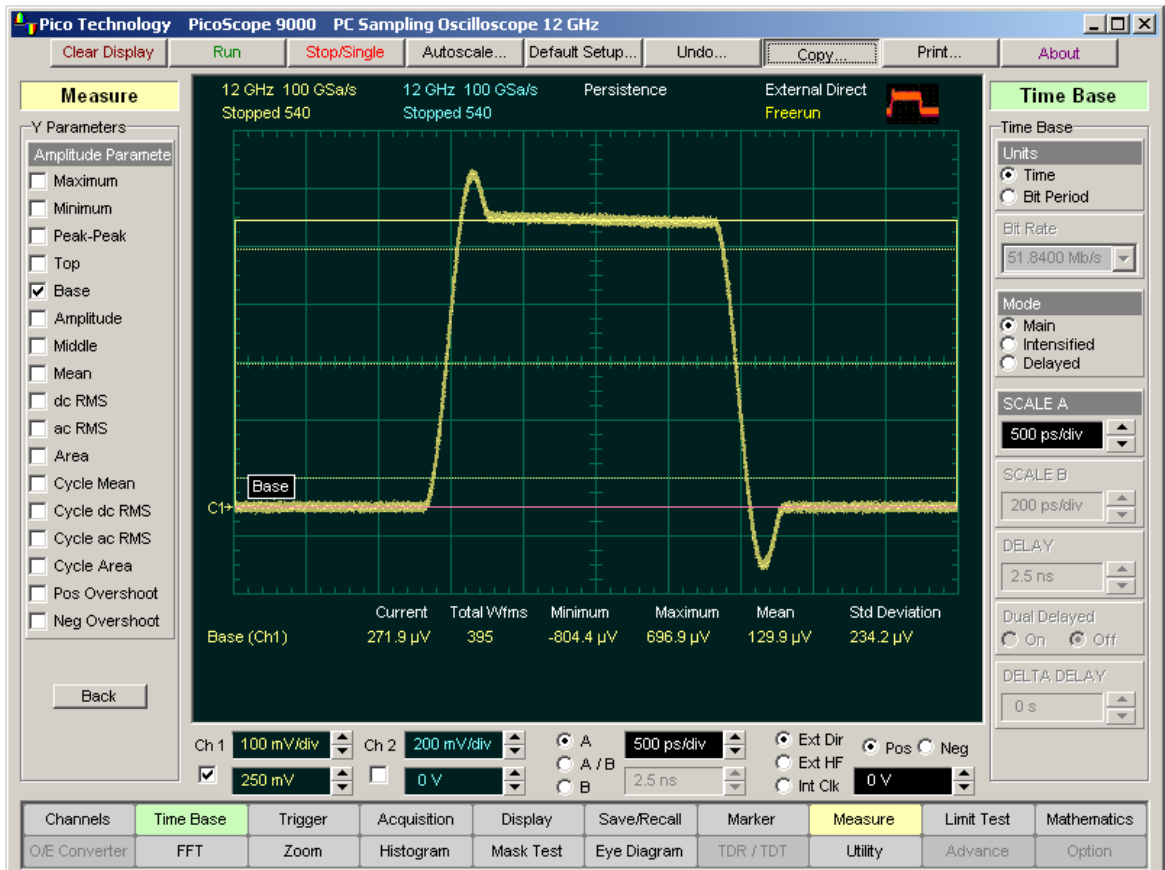 Pico Technology PicoScope 9000 PC Sampling Oscilloscope 12 GHz
Clear Display Run Stop/Single Autoscale... Default Setup... Undo... Copy... Print... About
Measure
Y Parameters
Amplitude Paramete
Maximum
Minimum
Peak-Peak
Top
Base
Amplitude
Middle
Mean
dc RMS
ac RMS
Area
Cycle Mean
Cycle dc RMS
Cycle ac RMS
Cycle Area
Pos Overshoot
Neg Overshoot
Back
12 GHz 100 GSa/s 12 GHz 100 GSa/s Persistence External Direct
Stopped 540 Stopped 540 Freerun
Base
C1
Current Total Wfms Minimum Maximum Mean Std Deviation
Base (Ch1) 271.9 µV 395 -804.4 µV 696.9 µV 129.9 µV 234.2 µV
Time Base
Time Base
Units
Time
Bit Period
Bit Rate
51.8400 Mb/s
Mode
Main
Intensified
Delayed
SCALE A
500 ps/div
SCALE B
200 ps/div
DELAY
2.5 ns
Dual Delayed
On Off
DELTA DELAY
0 s
Ch 1 100 mV/div Ch 2 200 mV/div A 500 ps/div Ext Dir Pos Neg
A / B Ext HF
250 mV 0 V B 2.5 ns Int Clk 0 V
Channels Time Base Trigger Acquisition Display Save/Recall Marker Measure Limit Test Mathematics
O/E Converter FFT Zoom Histogram Mask Test Eye Diagram TDR / TDT Utility Advance Option